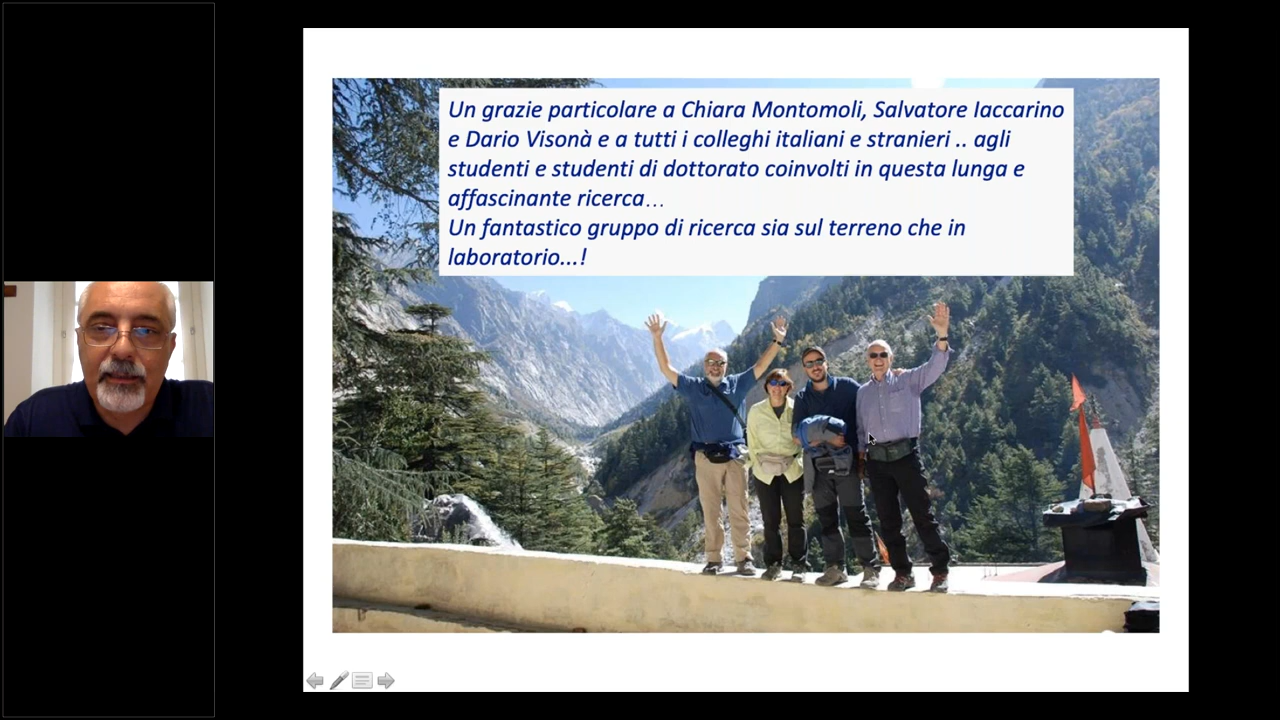 Un grazie particolare a Chiara Montomoli, Salvatore Iaccarino
e Dario Visonà e a tutti i colleghi italiani e stranieri .. agli
studenti e studenti di dottorato coinvolti in questa lunga e
affascinante ricerca…
Un fantastico gruppo di ricerca sia sul terreno che in
laboratorio...!